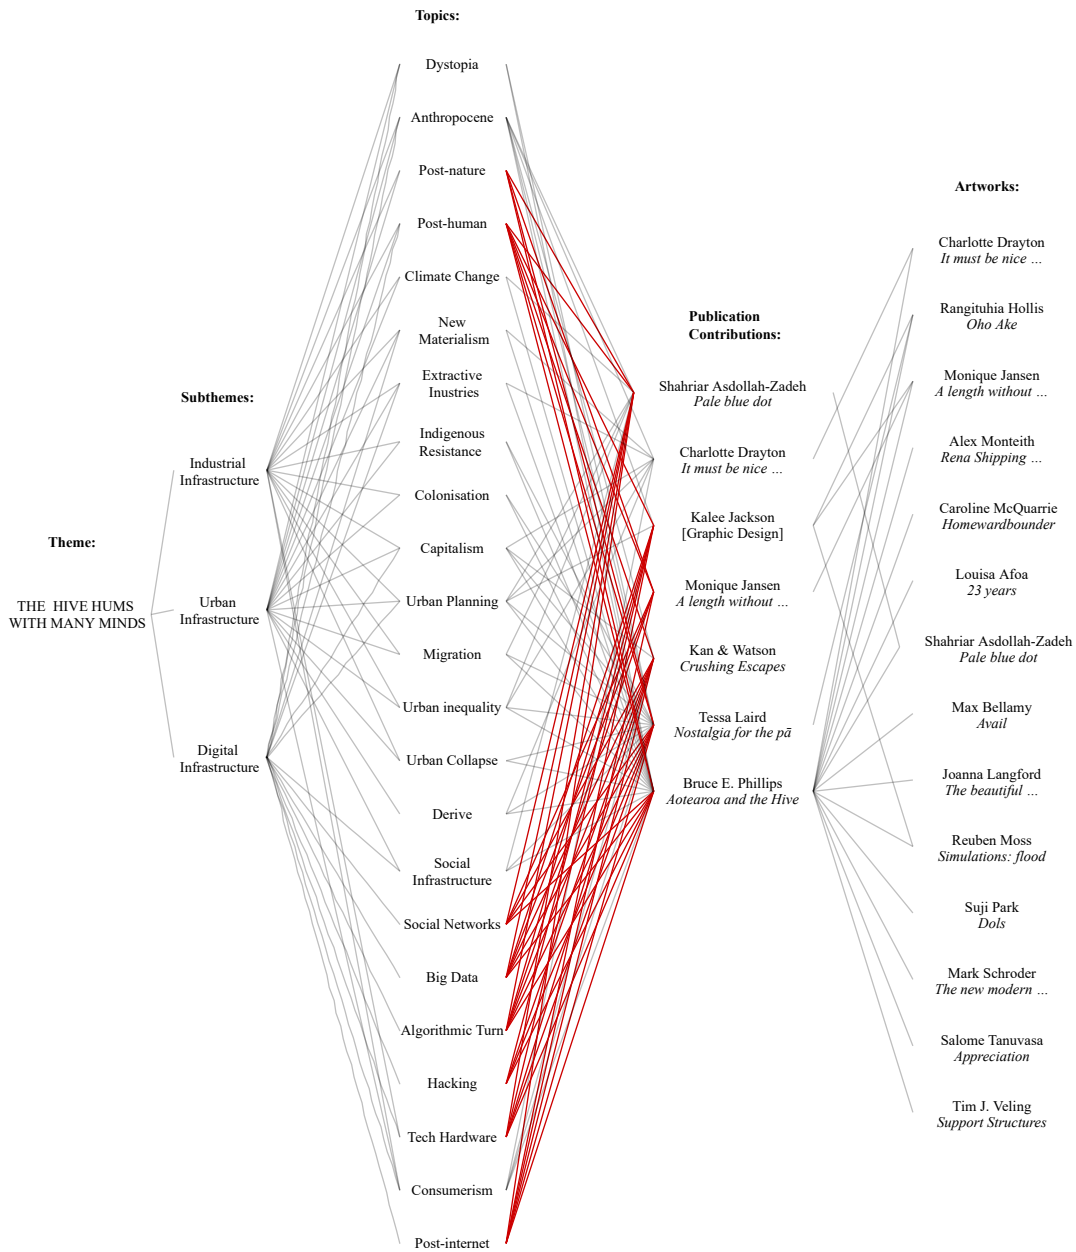 Theme:
THE HIVE HUMS
WITH MANY MINDS
Subthemes:
Industrial
Infrastructure
Urban
Infrastructure
Digital
Infrastructure
Topics:
Dystopia
Anthropocene
Post-nature
Post-human
Climate Change
New
Materialism
Extractive
Inustries
Indigenous
Resistance
Colonisation
Capitalism
Urban Planning
Migration
Urban inequality
Urban Collapse
Derive
Social
Infrastructure
Social Networks
Big Data
Algorithmic Turn
Hacking
Tech Hardware
Consumerism
Post-internet
Publication
Contributions:
Shahriar Asdollah-Zadeh
Pale blue dot
Charlotte Drayton
It must be nice ...
Kalee Jackson
[Graphic Design]
Monique Jansen
A length without ...
Kan & Watson
Crushing Escapes
Tessa Laird
Nostalgia for the pā
Bruce E. Phillips
Aotearoa and the Hive
Artworks:
Charlotte Drayton
It must be nice ...
Rangituhia Hollis
Oho Ake
Monique Jansen
A length without ...
Alex Monteith
Rena Shipping ...
Caroline McQuarrie
Homewardbounder
Louisa Afoa
23 years
Shahriar Asdollah-Zadeh
Pale blue dot
Max Bellamy
Avail
Joanna Langford
The beautiful ...
Reuben Moss
Simulations: flood
Suji Park
Dols
Mark Schroder
The new modern ...
Salome Tanuvasa
Appreciation
Tim J. Veling
Support Structures